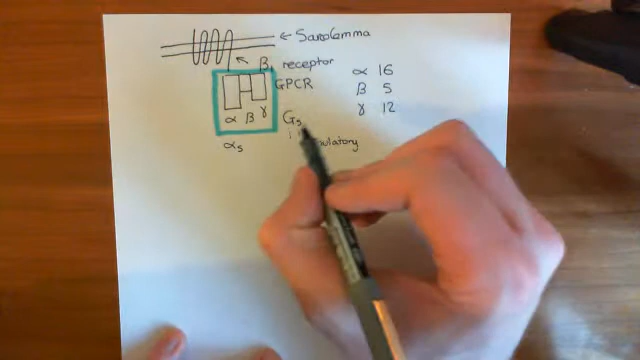 ← Sarcolemma
β₁ receptor
GPCR
α β γ
Gs
αs
α 16
β 5
γ 12